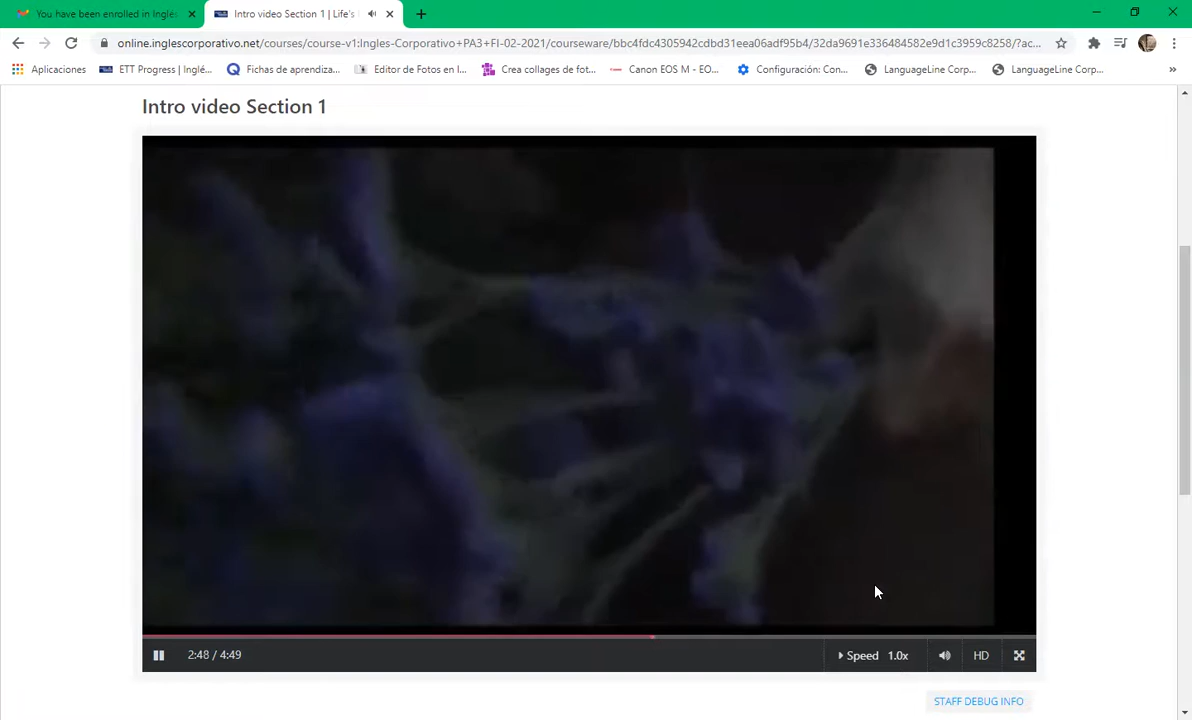 You have been enrolled in Ingles
Intro video Section 1 | Life's
online.inglescorporativo.net/courses/course-v1:Ingles-Corporativo+PA3+FI-02-2021/courseware/bbc4fdc4305942cdbd31eea06adf95b4/32da9691e336484582e9d1c3959c8258/?ac...
Aplicaciones
ETT Progress | Inglé...
Fichas de aprendiza...
Editor de Fotos en l...
Crea collages de fot...
Canon EOS M - EO...
Configuración: Con...
LanguageLine Corp...
LanguageLine Corp...
»
Intro video Section 1
2:48 / 4:49
Speed 1.0x
HD
STAFF DEBUG INFO